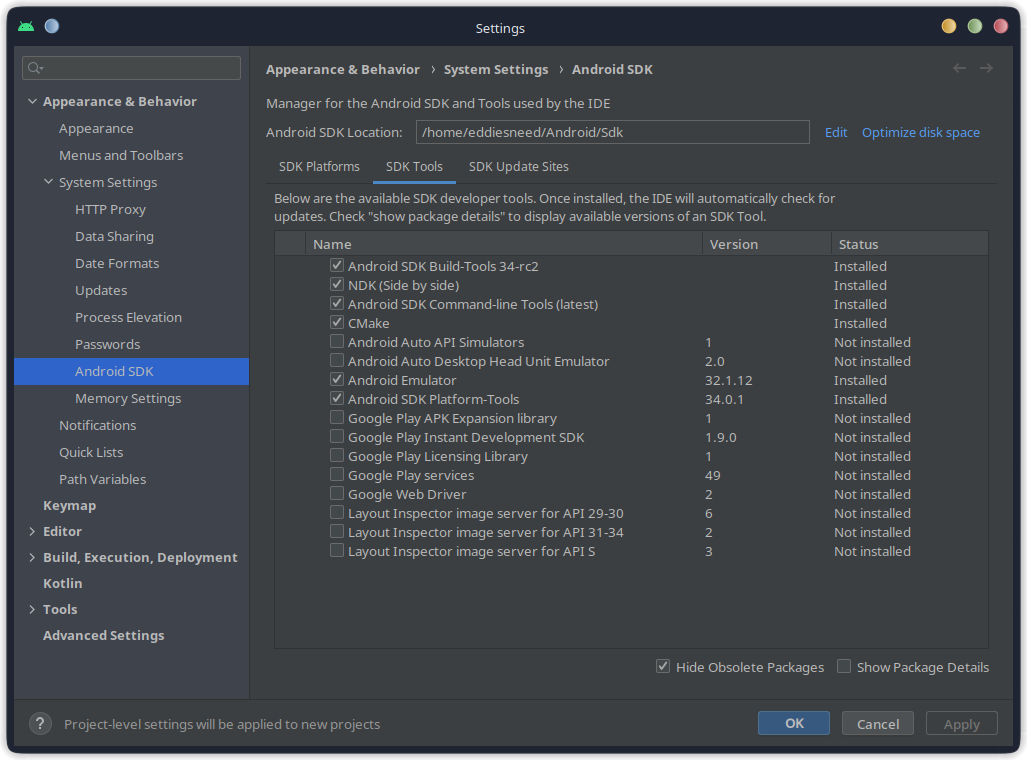 Settings
Appearance & Behavior
Appearance
Menus and Toolbars
System Settings
HTTP Proxy
Data Sharing
Date Formats
Updates
Process Elevation
Passwords
Android SDK
Memory Settings
Notifications
Quick Lists
Path Variables
Keymap
Editor
Build, Execution, Deployment
Kotlin
Tools
Advanced Settings
Appearance & Behavior › System Settings › Android SDK
Manager for the Android SDK and Tools used by the IDE
Android SDK Location: /home/eddiesneed/Android/Sdk Edit Optimize disk space
SDK Platforms SDK Tools SDK Update Sites
Below are the available SDK developer tools. Once installed, the IDE will automatically check for
updates. Check "show package details" to display available versions of an SDK Tool.
Name Version Status
Android SDK Build-Tools 34-rc2 Installed
NDK (Side by side) Installed
Android SDK Command-line Tools (latest) Installed
CMake Installed
Android Auto API Simulators 1 Not installed
Android Auto Desktop Head Unit Emulator 2.0 Not installed
Android Emulator 32.1.12 Installed
Android SDK Platform-Tools 34.0.1 Installed
Google Play APK Expansion library 1 Not installed
Google Play Instant Development SDK 1.9.0 Not installed
Google Play Licensing Library 1 Not installed
Google Play services 49 Not installed
Google Web Driver 2 Not installed
Layout Inspector image server for API 29-30 6 Not installed
Layout Inspector image server for API 31-34 2 Not installed
Layout Inspector image server for API S 3 Not installed
Hide Obsolete Packages Show Package Details
? Project-level settings will be applied to new projects
OK Cancel Apply